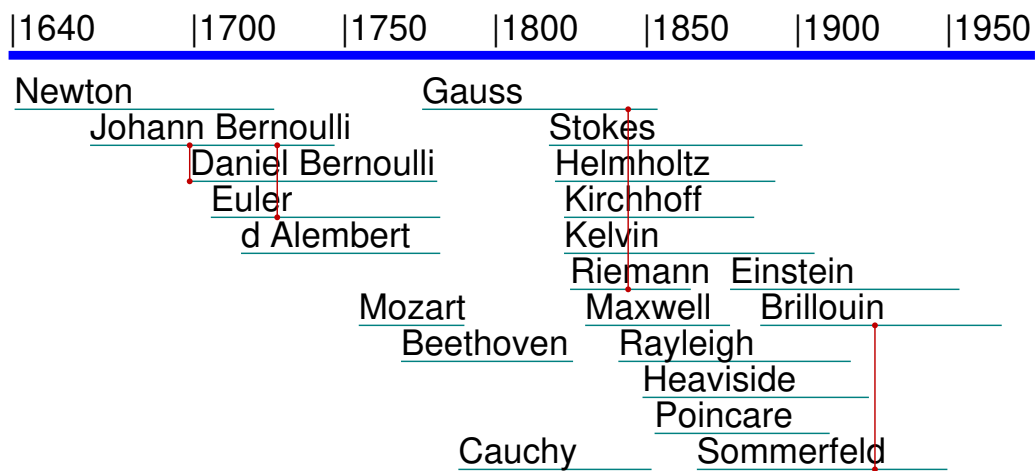 |1640 |1700 |1750 |1800 |1850 |1900 |1950
Newton Gauss
Johann Bernoulli Stokes
Daniel Bernoulli Helmholtz
Euler Kirchhoff
d Alembert Kelvin
Riemann Einstein
Mozart Maxwell Brillouin
Beethoven Rayleigh
Heaviside
Poincare
Cauchy Sommerfeld